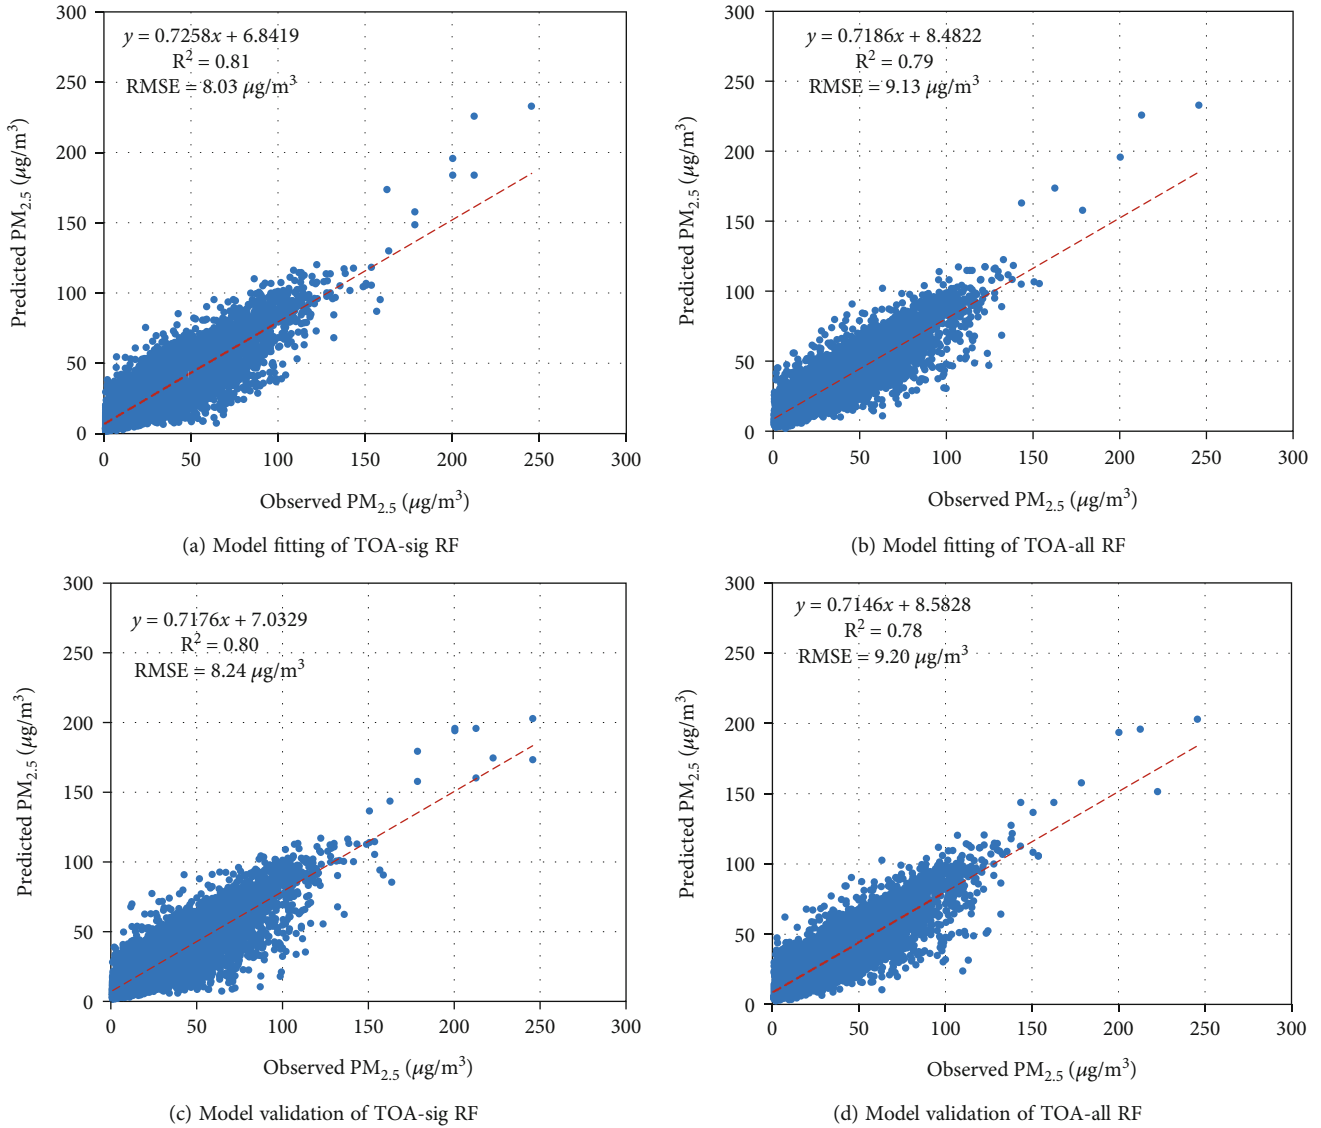 y = 0.7258x + 6.8419
R² = 0.81
RMSE = 8.03 μg/m³
300
250
200
150
100
50
0
Predicted PM₂.₅ (μg/m³)
0 50 100 150 200 250 300
Observed PM₂.₅ (μg/m³)
(a) Model fitting of TOA-sig RF
y = 0.7186x + 8.4822
R² = 0.79
RMSE = 9.13 μg/m³
300
250
200
150
100
50
0
Predicted PM₂.₅ (μg/m³)
0 50 100 150 200 250 300
Observed PM₂.₅ (μg/m³)
(b) Model fitting of TOA-all RF
y = 0.7176x + 7.0329
R² = 0.80
RMSE = 8.24 μg/m³
300
250
200
150
100
50
0
Predicted PM₂.₅ (μg/m³)
0 50 100 150 200 250 300
Observed PM₂.₅ (μg/m³)
(c) Model validation of TOA-sig RF
y = 0.7146x + 8.5828
R² = 0.78
RMSE = 9.20 μg/m³
300
250
200
150
100
50
0
Predicted PM₂.₅ (μg/m³)
0 50 100 150 200 250 300
Observed PM₂.₅ (μg/m³)
(d) Model validation of TOA-all RF